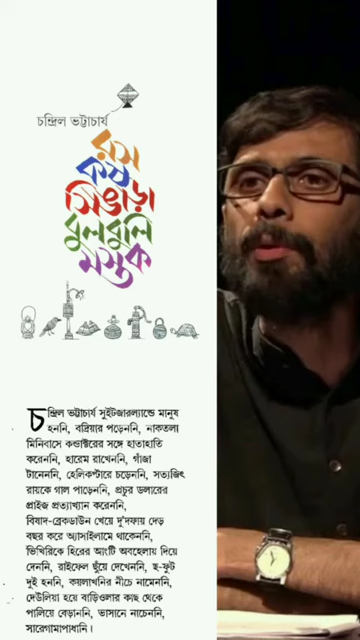 চন্দ্রিল ভট্টাচার্য
রস
কষ
সিঙাড়া
বুলবুলি
মস্তক
চন্দ্রিল ভট্টাচার্য সুইটজারল্যান্ডে মানুষ
হননি, বদ্রিয়ার পড়েননি, নাকতলা
মিনিবাসে কন্ডাক্টরের সঙ্গে হাতাহাতি
করেননি, হারেম রাখেননি, গাঁজা
টানেননি, হেলিকপ্টারে চড়েননি, সত্যজিৎ
রায়কে গাল পাড়েননি, প্রচুর ডলারের
প্রাইজ প্রত্যাখ্যান করেননি,
বিষাদ-ব্রেকডাউন খেয়ে দু'দফায় দেড়
বছর করে অ্যাসাইলামে থাকেননি,
ভিখিরিকে হিরের আংটি অবহেলায় দিয়ে
দেননি, রাইফেল ছুঁয়ে দেখেননি, ছ-ফুট
দুই হননি, কয়লাখনির নীচে নামেননি,
দেউলিয়া হয়ে বাড়িওলার কাছ থেকে
পালিয়ে বেড়াননি, ভাসানে নাচেননি,
সারেগামাপাধানি।